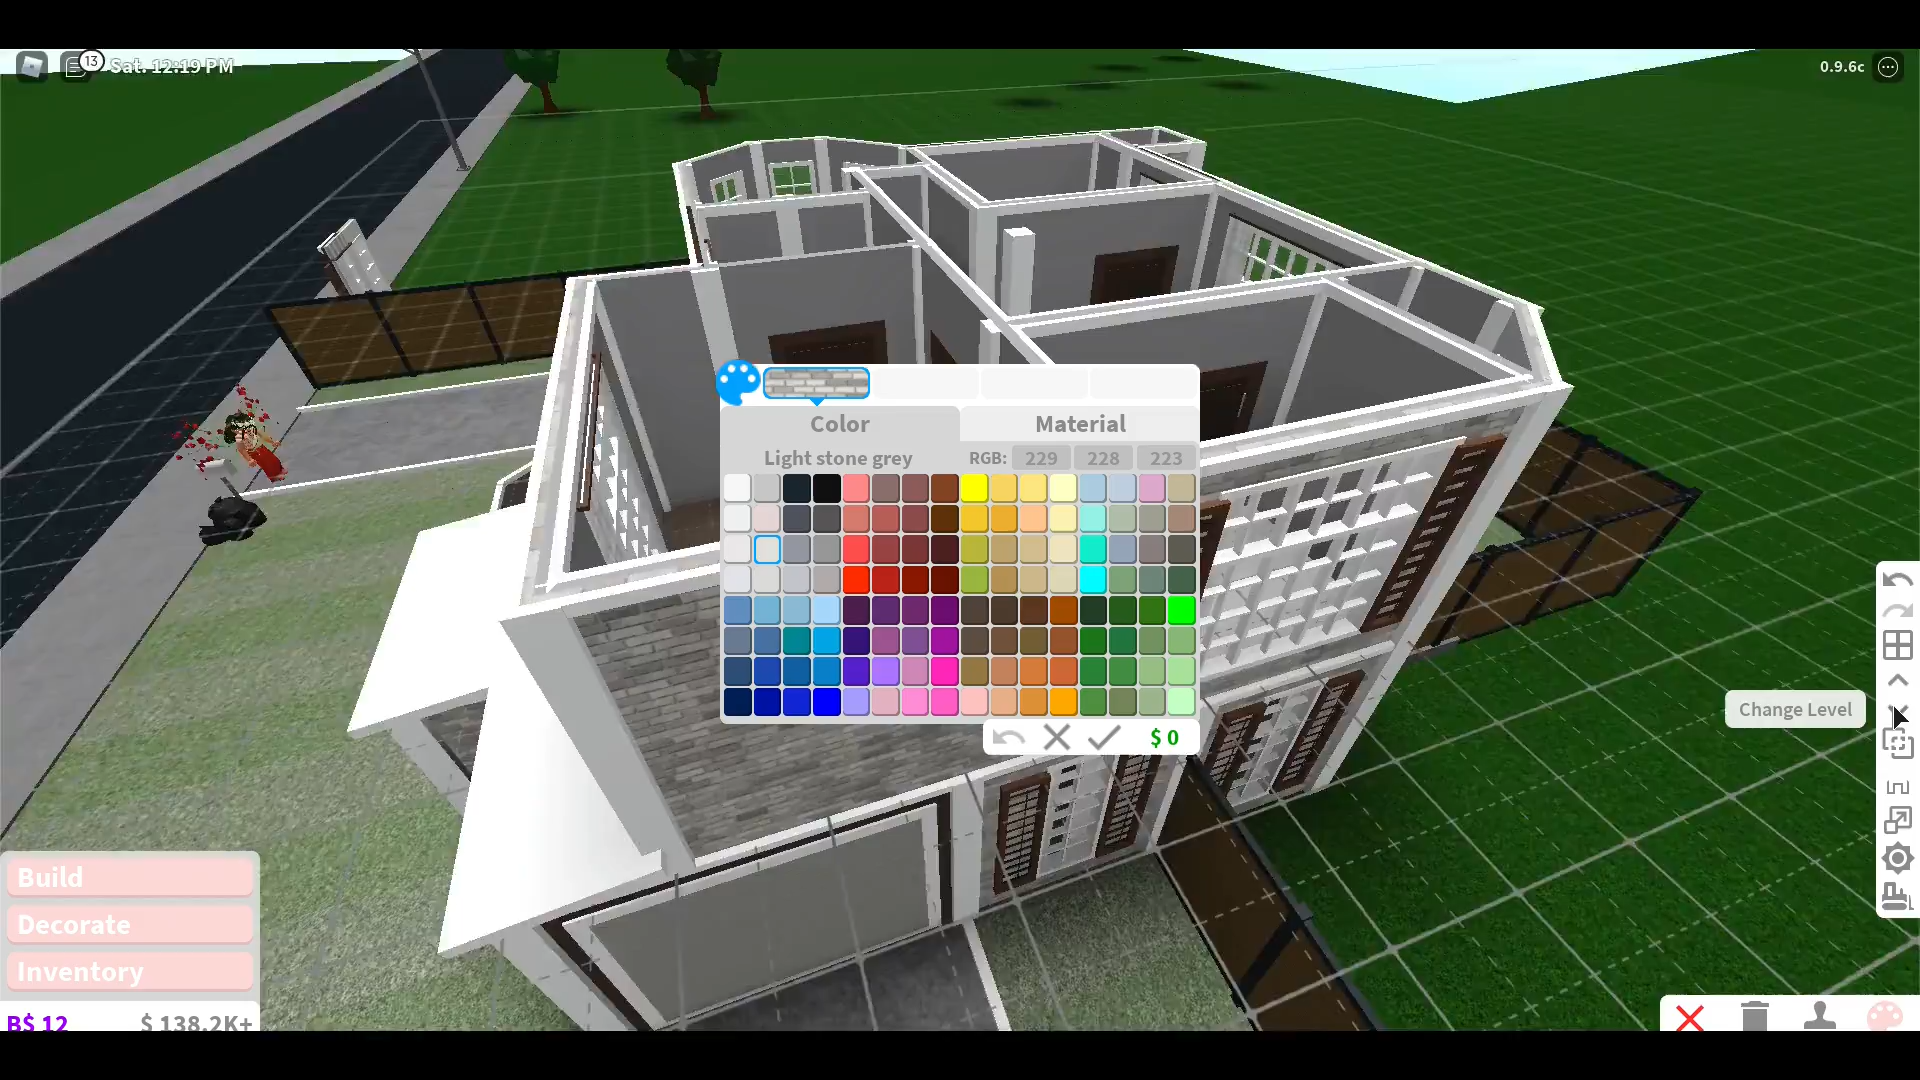 13
Sat. 12:19 PM
0.9.6c
Color
Material
Light stone grey
RGB: 229 228 223
Change Level
$ 0
Build
Decorate
Inventory
B$ 12
$ 138.2K+